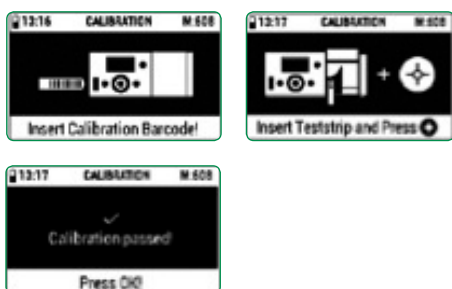 13:16 CALIBRATION M:608
Insert Calibration Barcode!
13:17 CALIBRATION M:608
Insert Teststrip and Press
13:17 CALIBRATION M:608
Calibration passed!
Press OK!